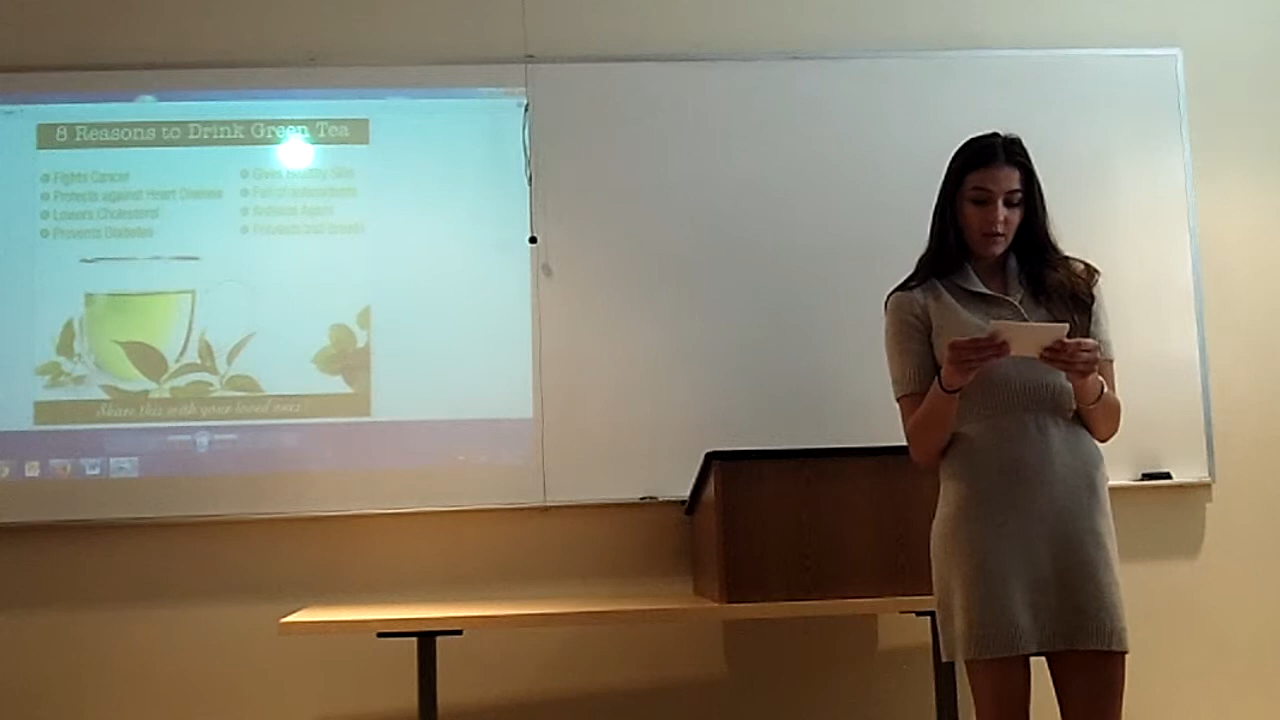 8 Reasons to Drink Green Tea
Fights Cancer
Protects against Heart Disease
Lowers Cholesterol
Prevents Diabetes
Gives Healthy Skin
Full of antioxidants
Share this with your loved ones